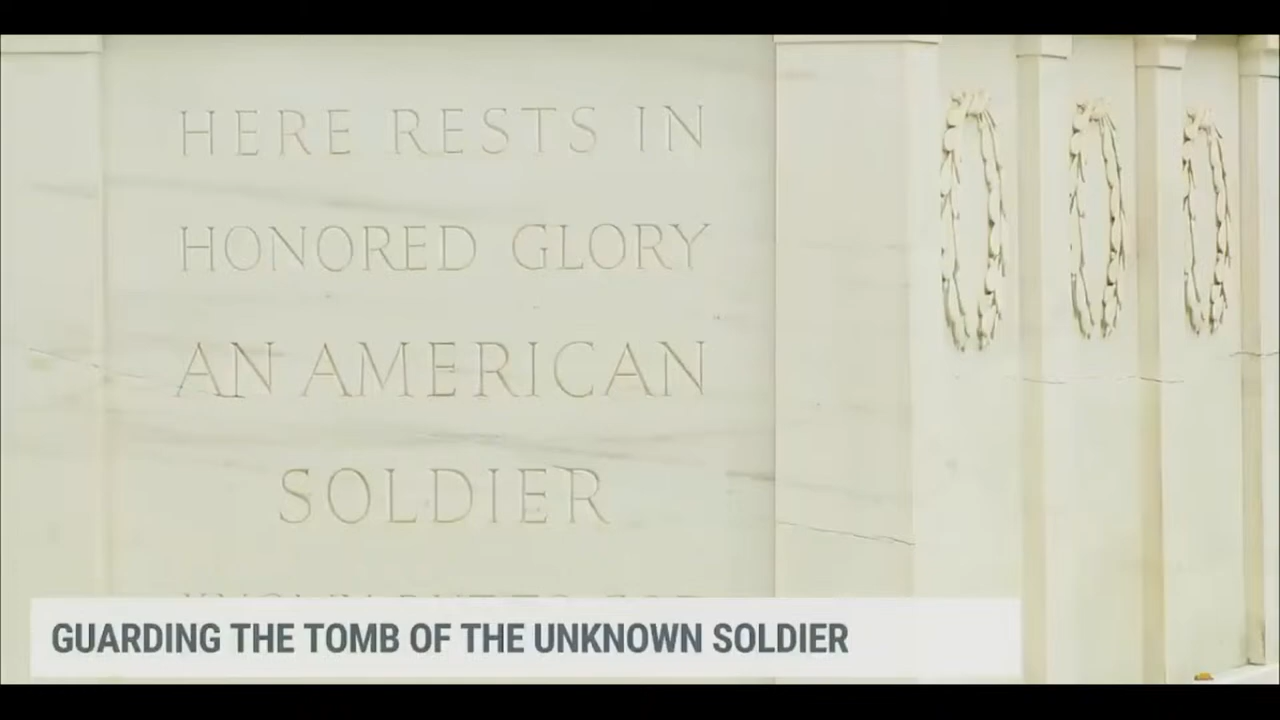 HERE RESTS IN
HONORED GLORY
AN AMERICAN
SOLDIER
GUARDING THE TOMB OF THE UNKNOWN SOLDIER